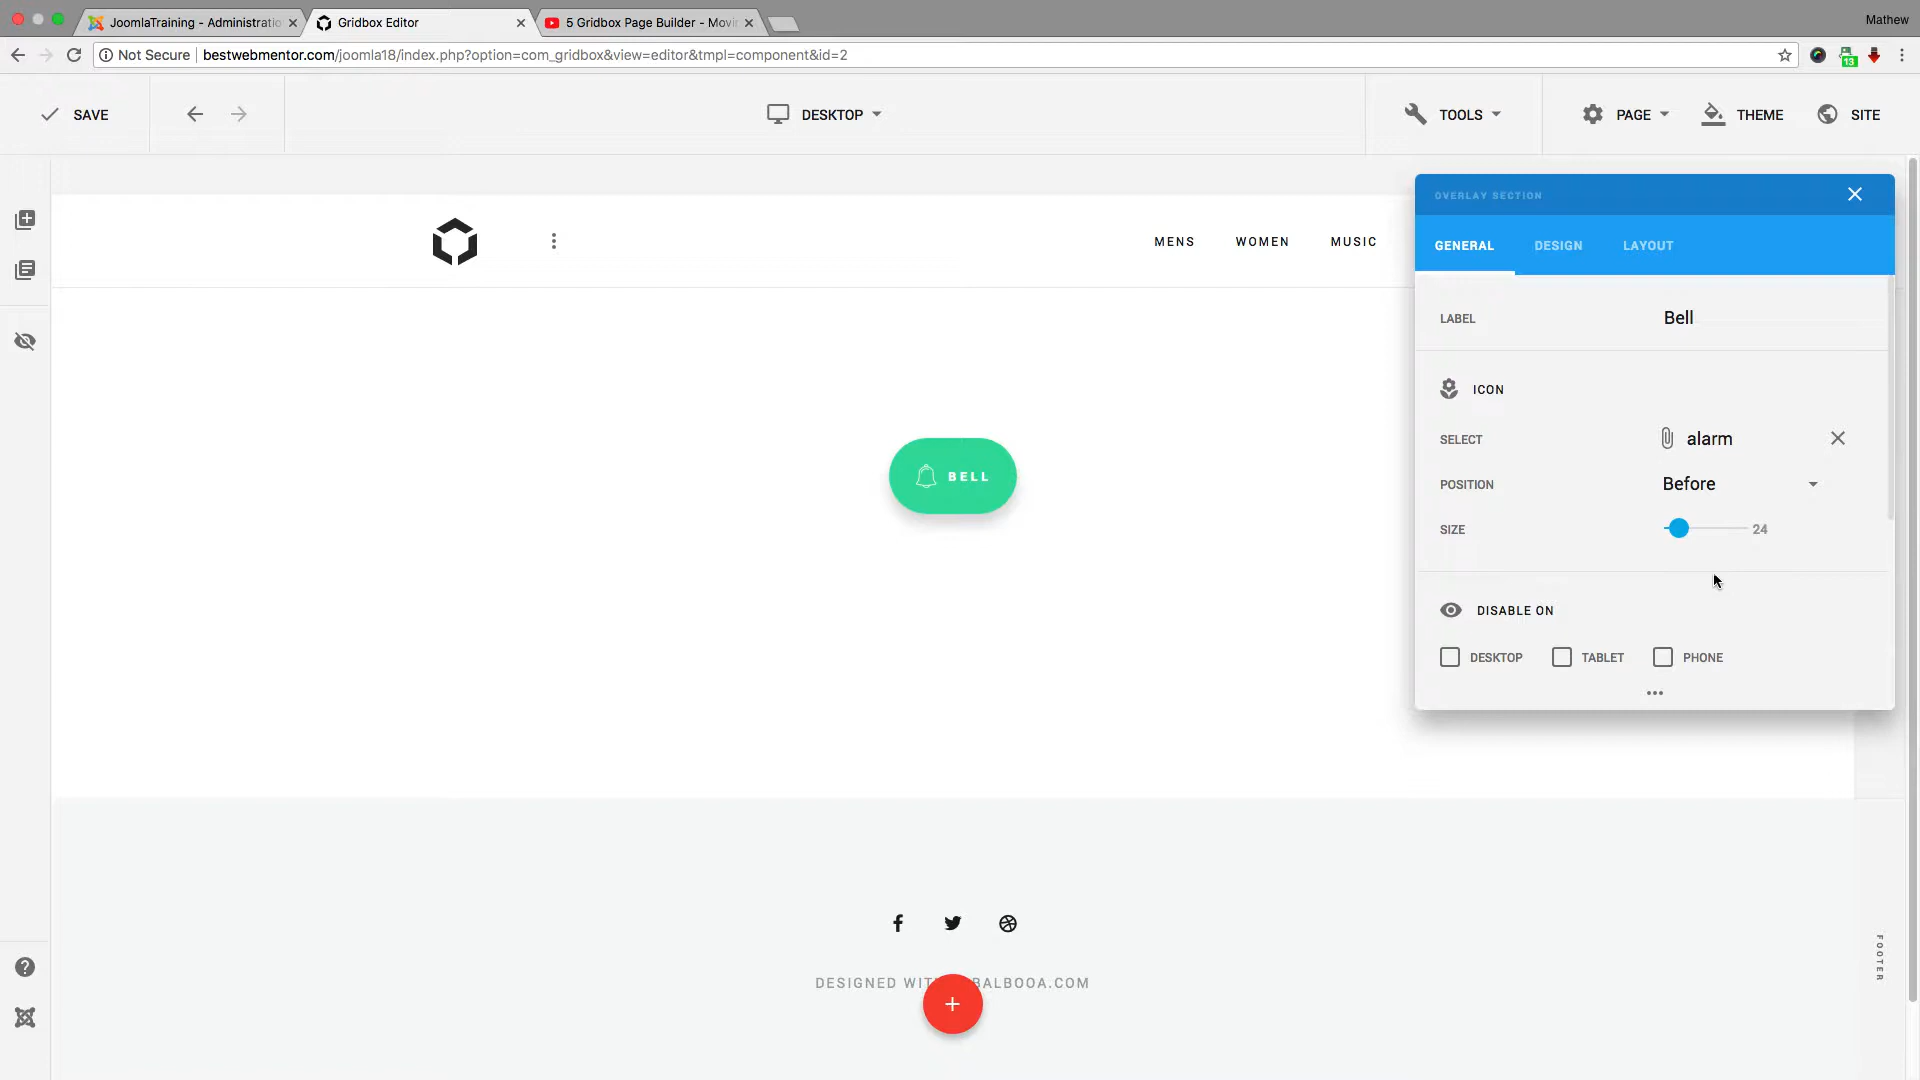 Mathew
JoomlaTraining - Administratio
Gridbox Editor
5 Gridbox Page Builder - Movi
Not Secure
bestwebmentor.com/joomla18/index.php?option=com_gridbox&view=editor&tmpl=component&id=2
13
SAVE
DESKTOP
TOOLS
PAGE
THEME
SITE
MENS
WOMEN
MUSIC
BELL
OVERLAY SECTION
GENERAL
DESIGN
LAYOUT
LABEL
Bell
ICON
SELECT
alarm
POSITION
Before
SIZE
24
DISABLE ON
DESKTOP
TABLET
PHONE
DESIGNED WIT
BALBOOA.COM
FOOTER